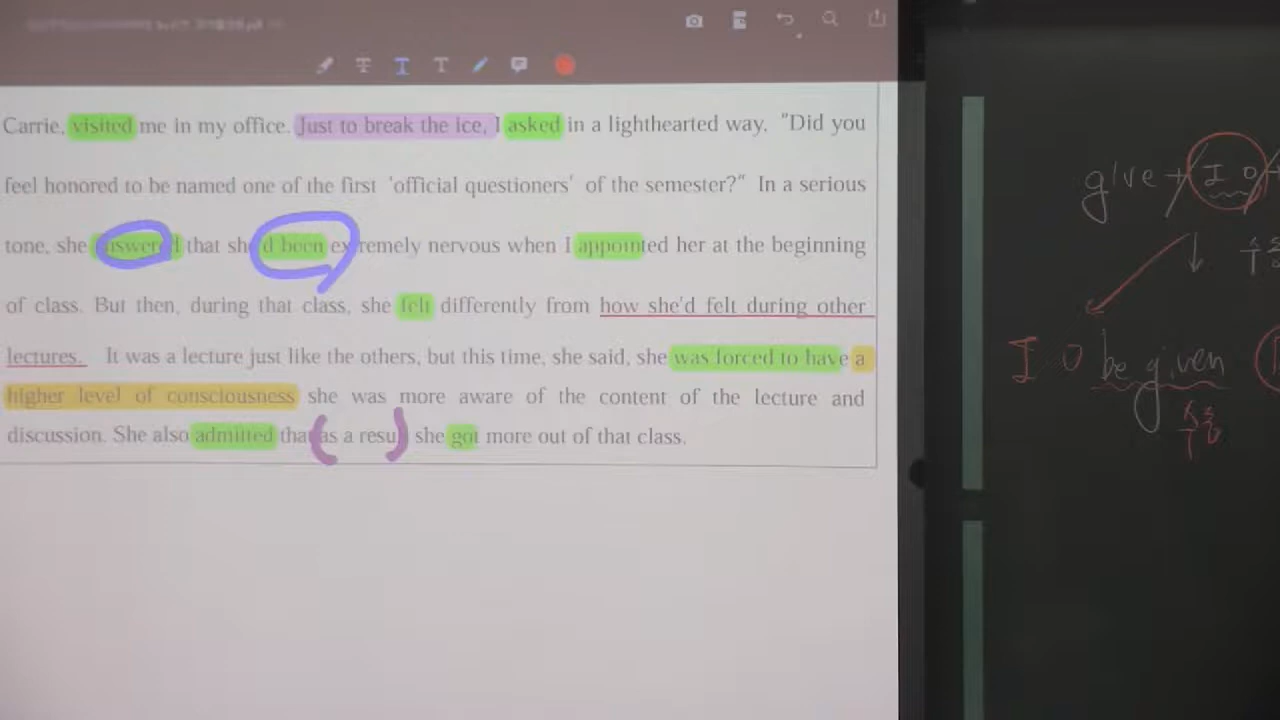 Carrie, visited me in my office. Just to break the ice, I asked in a lighthearted way, "Did you
feel honored to be named one of the first 'official questioners' of the semester?" In a serious
tone, she answered that she'd been extremely nervous when I appointed her at the beginning
of class. But then, during that class, she felt differently from how she'd felt during other
lectures. It was a lecture just like the others, but this time, she said, she was forced to have a
higher level of consciousness she was more aware of the content of the lecture and
discussion. She also admitted that as a resu she got more out of that class.
give + I O +
수동
I O be given
수동